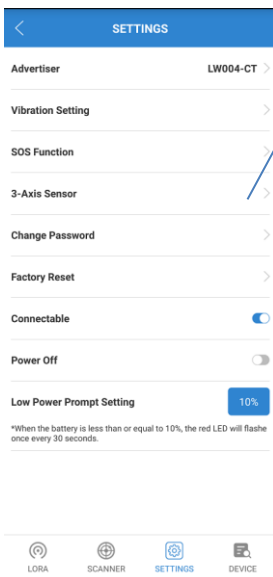 SETTINGS
Advertiser LW004-CT
Vibration Setting
SOS Function
3-Axis Sensor
Change Password
Factory Reset
Connectable
Power Off
Low Power Prompt Setting 10%
*When the battery is less than or equal to 10%, the red LED will flashe
once every 30 seconds.
LORA SCANNER SETTINGS DEVICE